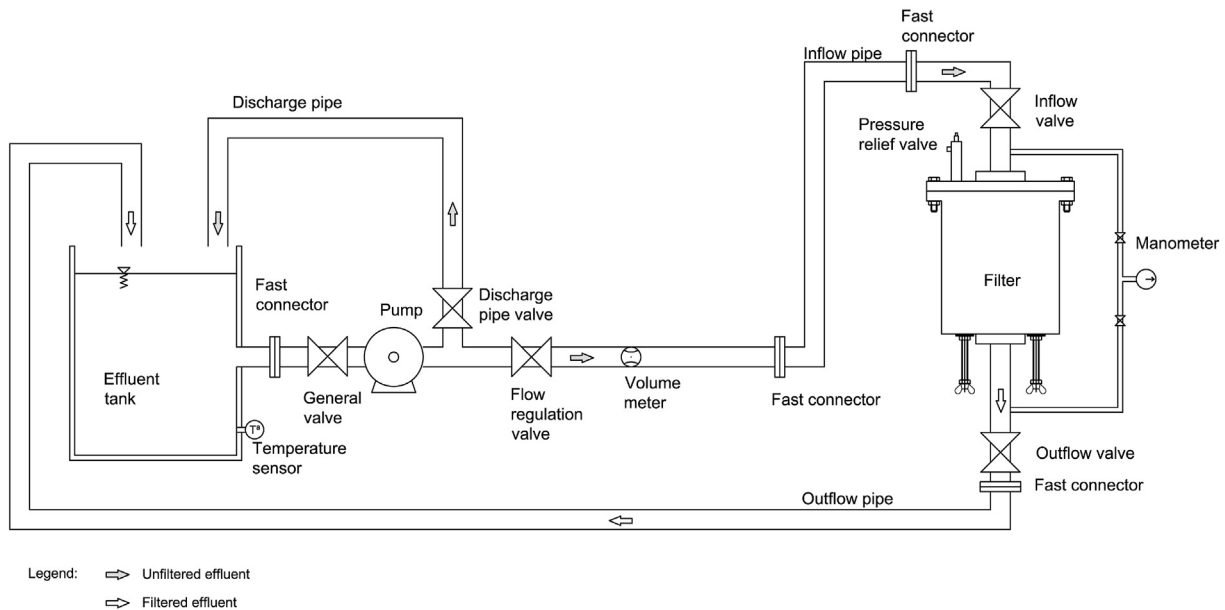 Fast
connector
Inflow pipe
Discharge pipe
Inflow
valve
Pressure
relief valve
Manometer
Fast
connector
Filter
Discharge
pipe valve
Pump
Effluent
tank
General
valve
Flow
regulation
valve
Volume
meter
Fast connector
Tª
Temperature
sensor
Outflow valve
Fast connector
Outflow pipe
Legend:
Unfiltered effluent
Filtered effluent